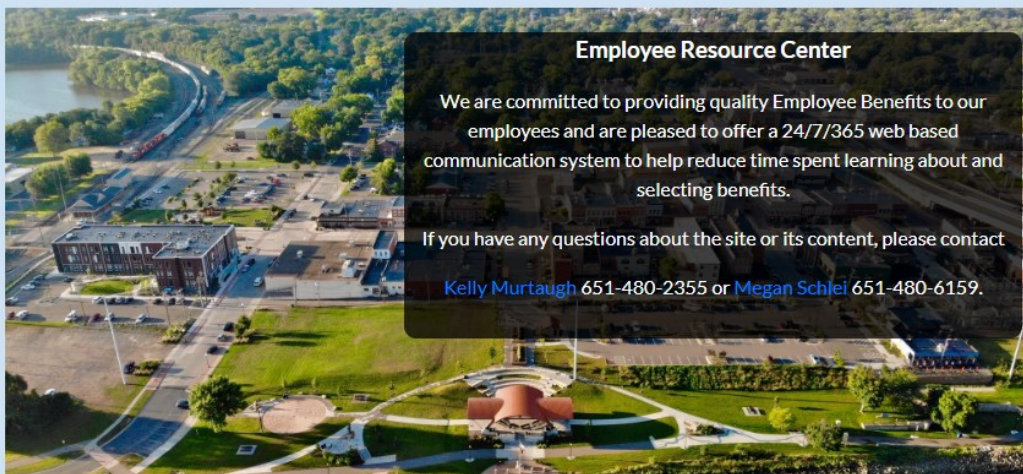 Employee Resource Center
We are committed to providing quality Employee Benefits to our
employees and are pleased to offer a 24/7/365 web based
communication system to help reduce time spent learning about and
selecting benefits.
If you have any questions about the site or its content, please contact
Kelly Murtaugh 651-480-2355 or Megan Schlei 651-480-6159.